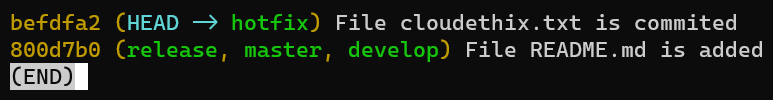 befdfa2 (HEAD -> hotfix) File cloudethix.txt is commited
800d7b0 (release, master, develop) File README.md is added
(END)